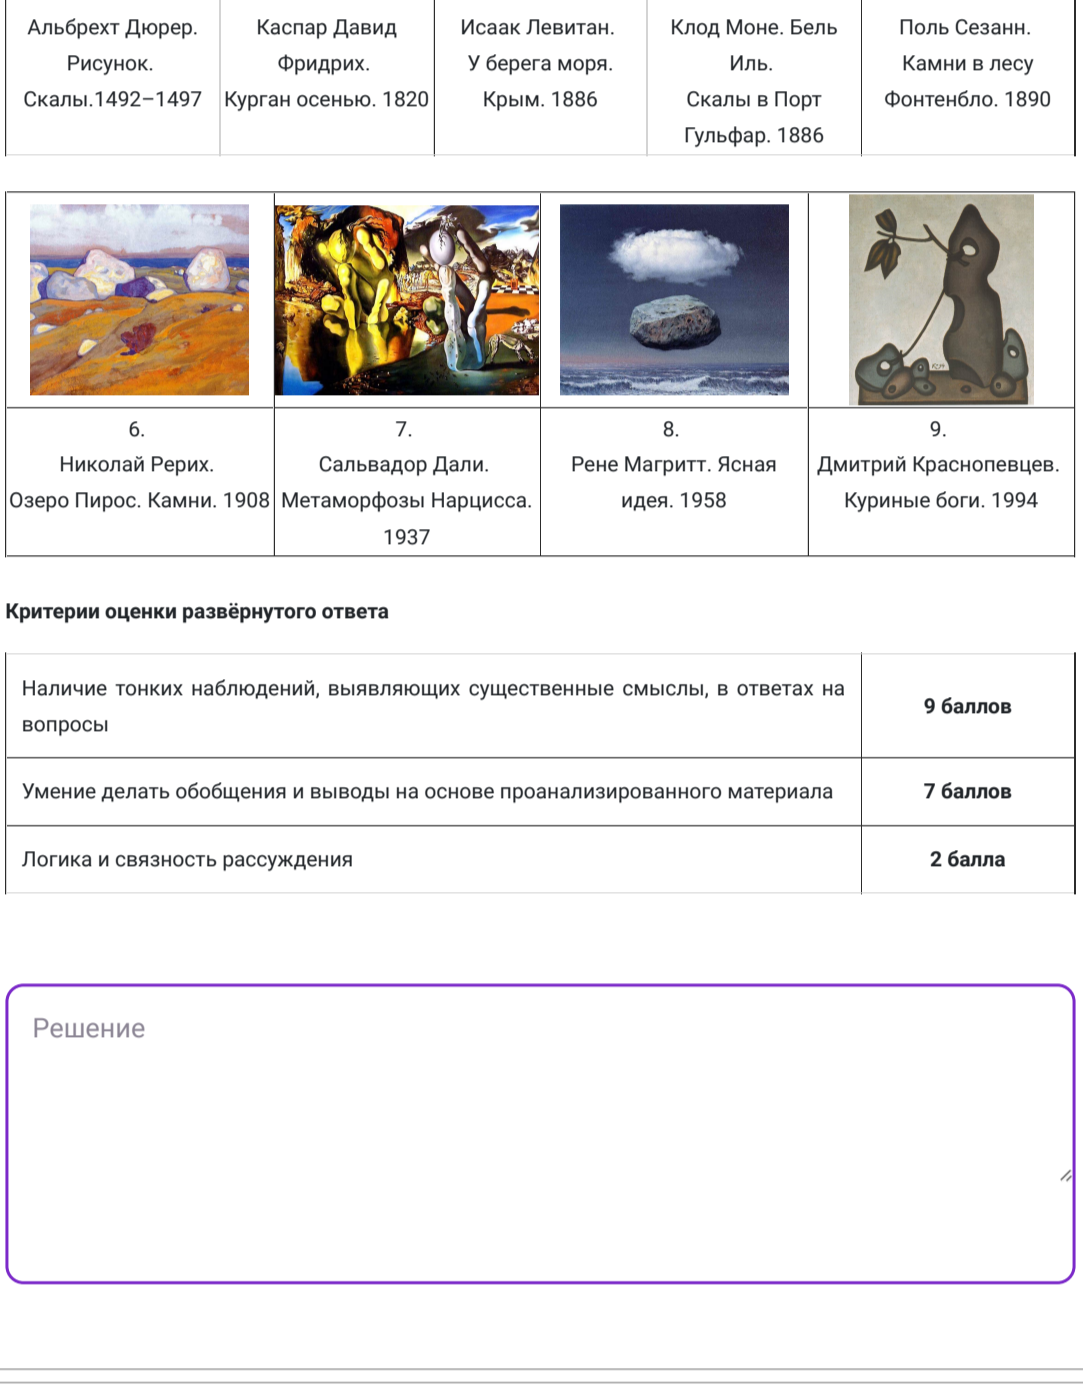 Альбрехт Дюрер.
Рисунок.
Скалы.1492–1497
Каспар Давид
Фридрих.
Курган осенью. 1820
Исаак Левитан.
У берега моря.
Крым. 1886
Клод Моне. Бель
Иль.
Скалы в Порт
Гульфар. 1886
Поль Сезанн.
Камни в лесу
Фонтенбло. 1890
6.
Николай Рерих.
Озеро Пирос. Камни. 1908
7.
Сальвадор Дали.
Метаморфозы Нарцисса.
1937
8.
Рене Магритт. Ясная
идея. 1958
9.
Дмитрий Краснопевцев.
Куриные боги. 1994
Критерии оценки развёрнутого ответа
Наличие тонких наблюдений, выявляющих существенные смыслы, в ответах на
вопросы
9 баллов
Умение делать обобщения и выводы на основе проанализированного материала
7 баллов
Логика и связность рассуждения
2 балла
Решение